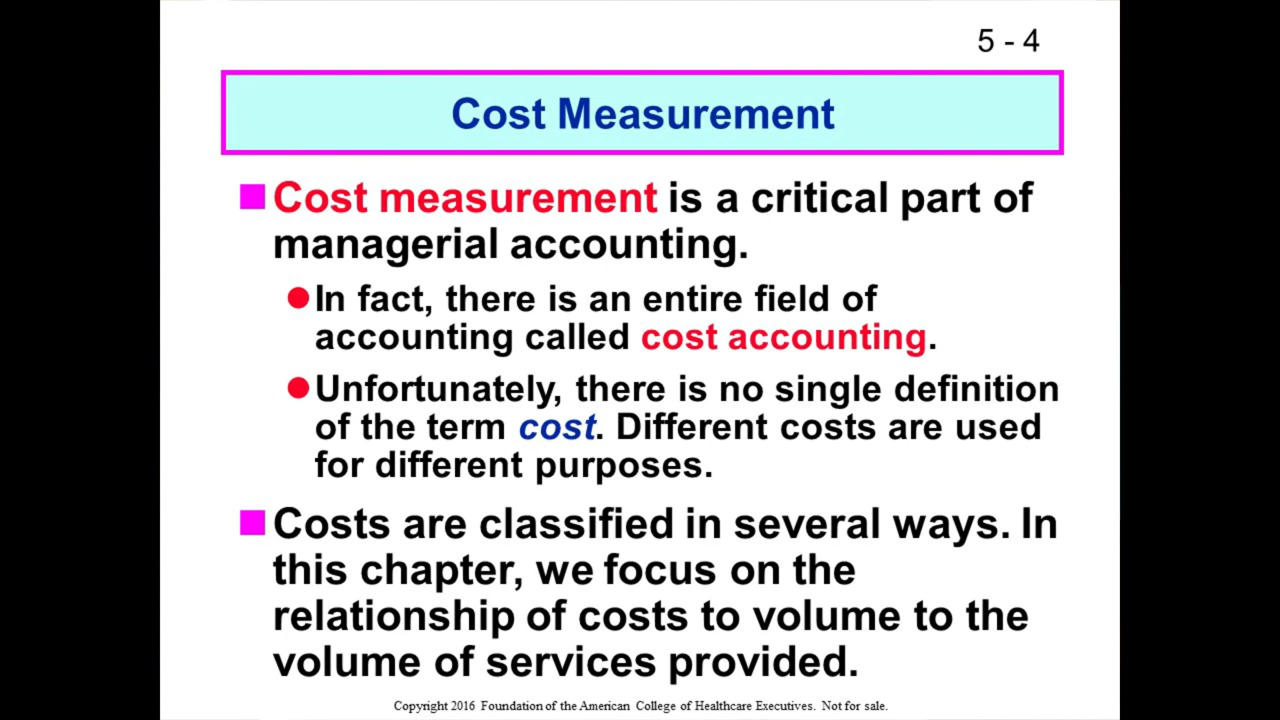 5 - 4
Cost Measurement
Cost measurement is a critical part of
managerial accounting.
In fact, there is an entire field of
accounting called cost accounting.
Unfortunately, there is no single definition
of the term cost. Different costs are used
for different purposes.
Costs are classified in several ways. In
this chapter, we focus on the
relationship of costs to volume to the
volume of services provided.
Copyright 2016 Foundation of the American College of Healthcare Executives. Not for sale.